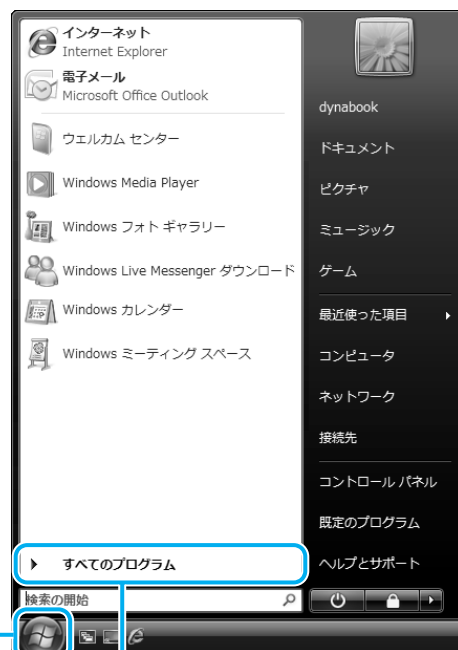 インターネット
Internet Explorer
電子メール
Microsoft Office Outlook
ウェルカム センター
Windows Media Player
Windows フォト ギャラリー
Windows Live Messenger ダウンロード
Windows カレンダー
Windows ミーティング スペース
すべてのプログラム
検索の開始
dynabook
ドキュメント
ピクチャ
ミュージック
ゲーム
最近使った項目
コンピュータ
ネットワーク
接続先
コントロール パネル
既定のプログラム
ヘルプとサポート